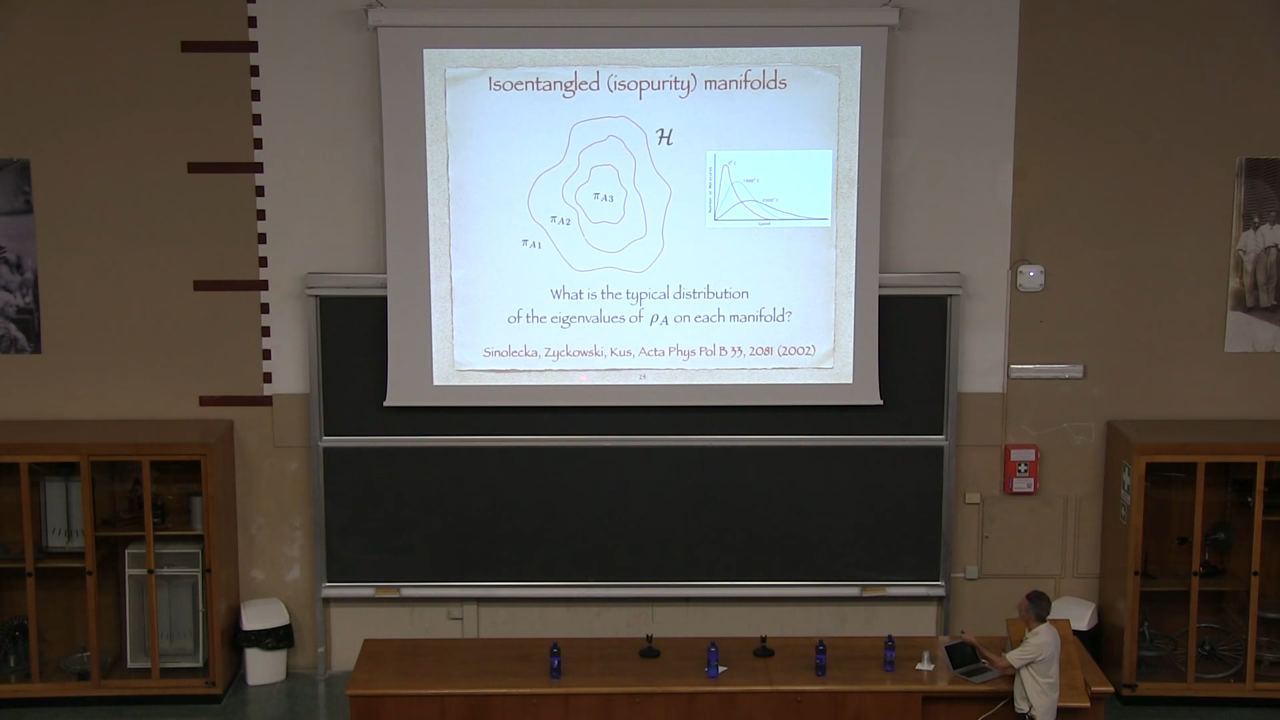 Isoentangled (isopurity) manifolds
ℋ
π_A3
π_A2
π_A1
0° C
What is the typical distribution
of the eigenvalues of ρ_A on each manifold?
Sinolecka, Zyckowski, Kus, Acta Phys Pol B 33, 2081 (2002)